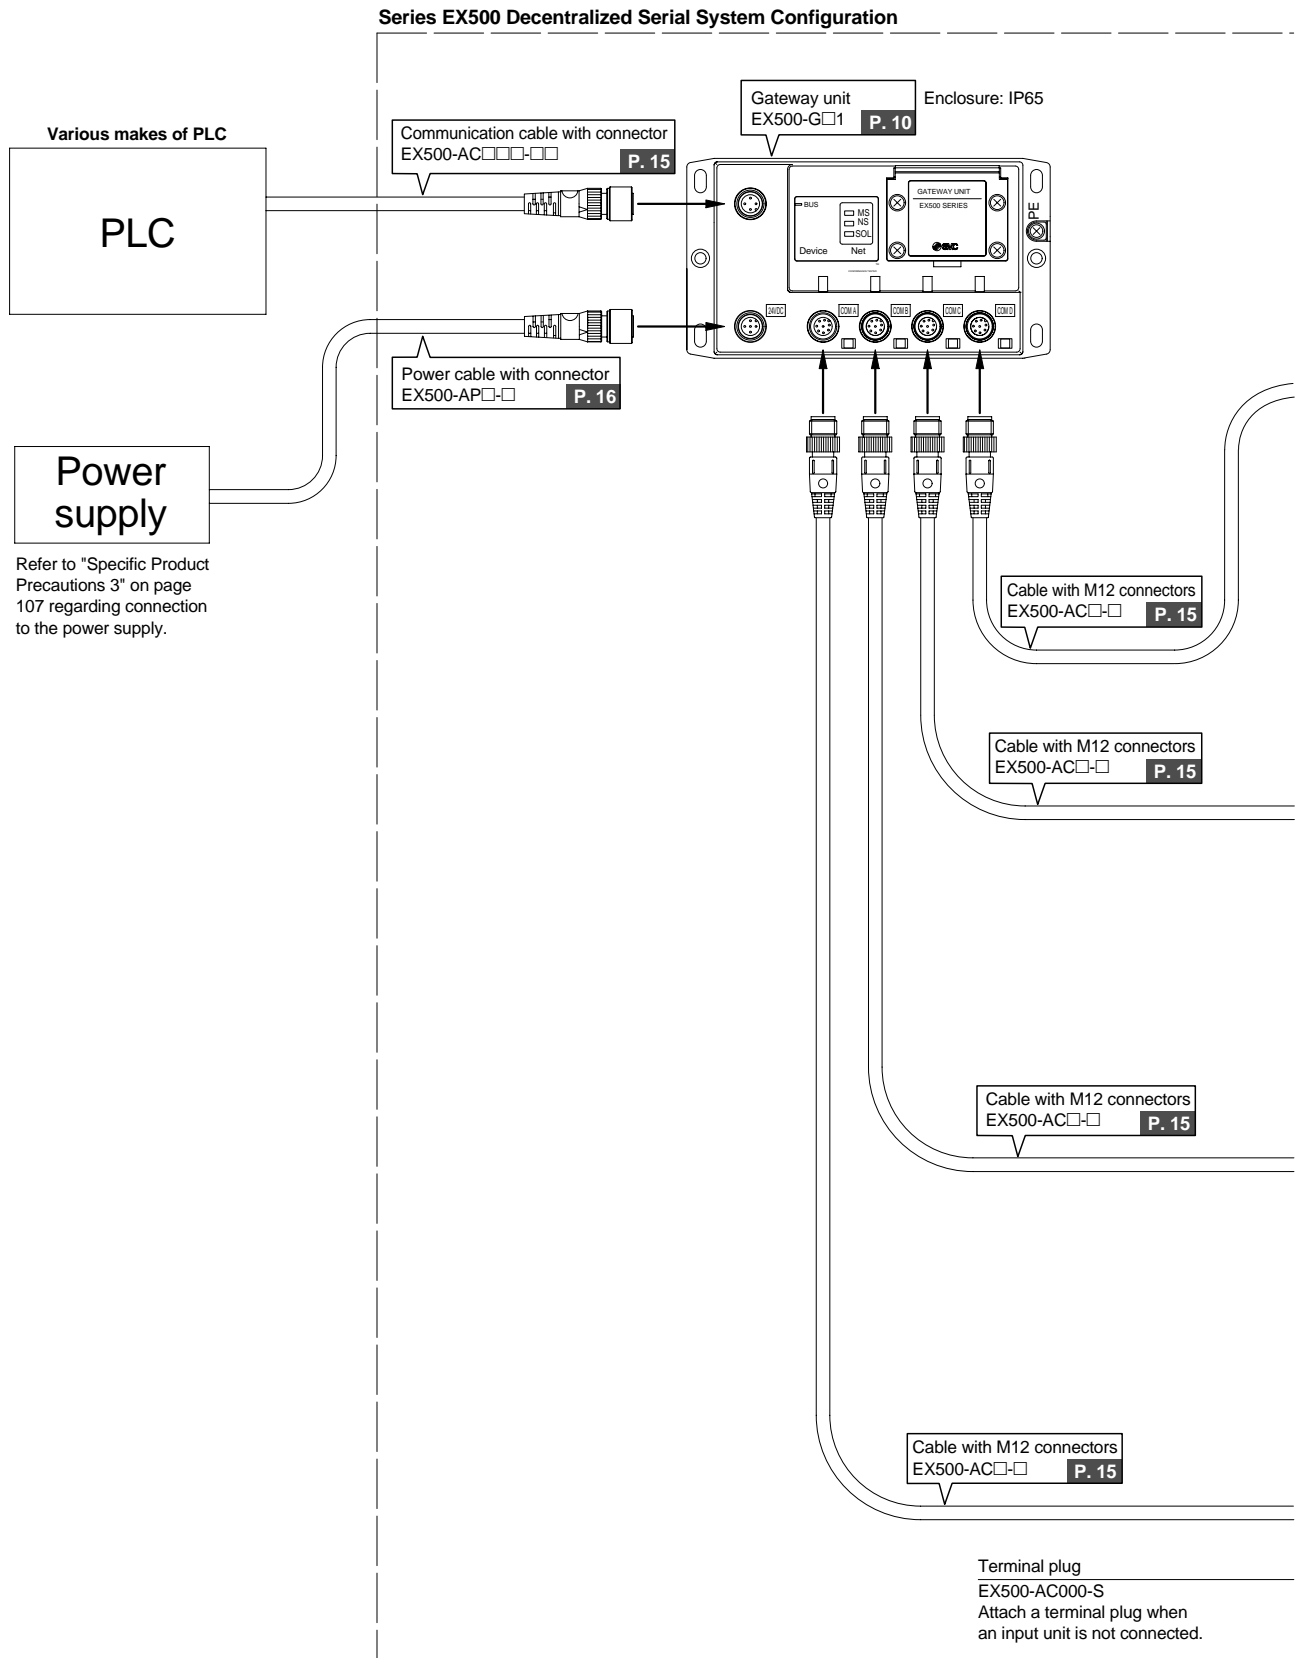 Series EX500 Decentralized Serial System Configuration
Gateway unit
EX500-G□1
P. 10
Enclosure: IP65
Various makes of PLC
PLC
Communication cable with connector
EX500-AC□□□-□□
P. 15
GATEWAY UNIT
EX500 SERIES
SMC
BUS
MS
NS
SOL
Device Net
PE
24VDC
COM A
COM B
COM C
COM D
Power cable with connector
EX500-AP□-□
P. 16
Power
supply
Refer to "Specific Product
Precautions 3" on page
107 regarding connection
to the power supply.
Cable with M12 connectors
EX500-AC□-□
P. 15
Cable with M12 connectors
EX500-AC□-□
P. 15
Cable with M12 connectors
EX500-AC□-□
P. 15
Cable with M12 connectors
EX500-AC□-□
P. 15
Terminal plug
EX500-AC000-S
Attach a terminal plug when
an input unit is not connected.